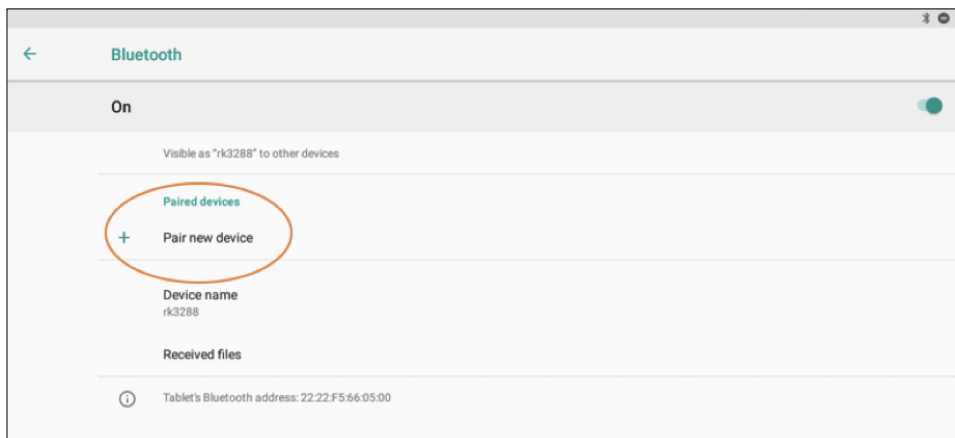 Bluetooth
On
Visible as "rk3288" to other devices
Paired devices
+ Pair new device
Device name
rk3288
Received files
Tablet's Bluetooth address: 22:22:F5:66:05:00